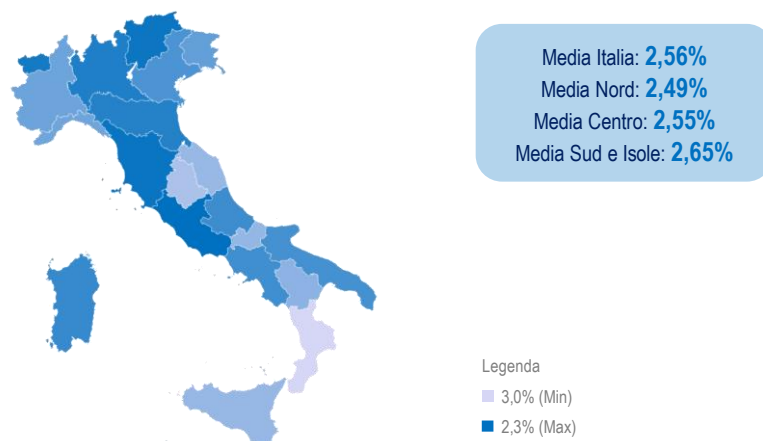 Media Italia: 2,56%
Media Nord: 2,49%
Media Centro: 2,55%
Media Sud e Isole: 2,65%
Legenda
3,0% (Min)
2,3% (Max)